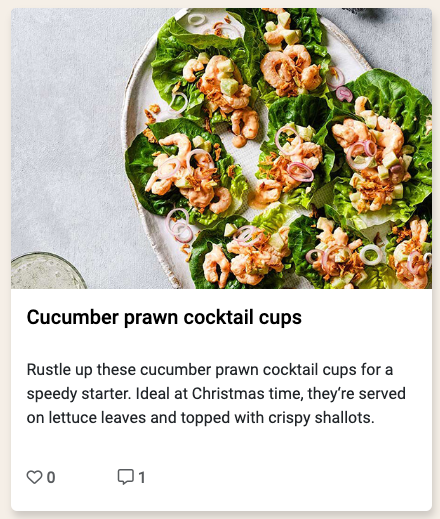 Cucumber prawn cocktail cups
Rustle up these cucumber prawn cocktail cups for a
speedy starter. Ideal at Christmas time, they’re served
on lettuce leaves and topped with crispy shallots.
0 1